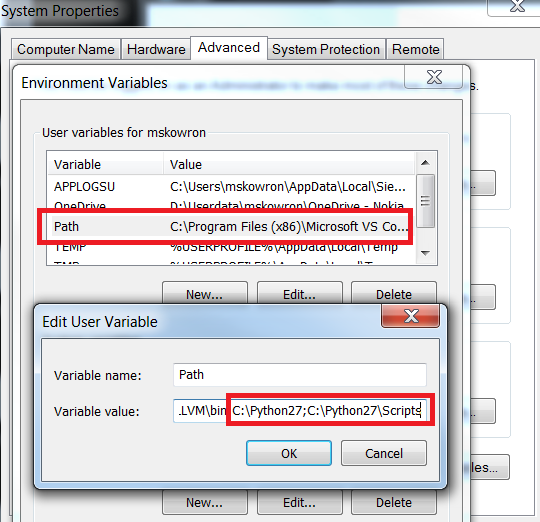 System Properties
Computer Name Hardware Advanced System Protection Remote
Environment Variables
User variables for mskowron
Variable Value
APPLOGSU C:\Users\mskowron\AppData\Local\Sie...
OneDrive D:\Userdata\mskowron\OneDrive - Nokia
Path C:\Program Files (x86)\Microsoft VS Co...
TEMP %USERPROFILE%\AppData\Local\Temp
New... Edit... Delete
Edit User Variable
Variable name: Path
Variable value: .LVM\bin;C:\Python27;C:\Python27\Scripts
OK Cancel
les...
New... Edit... Delete